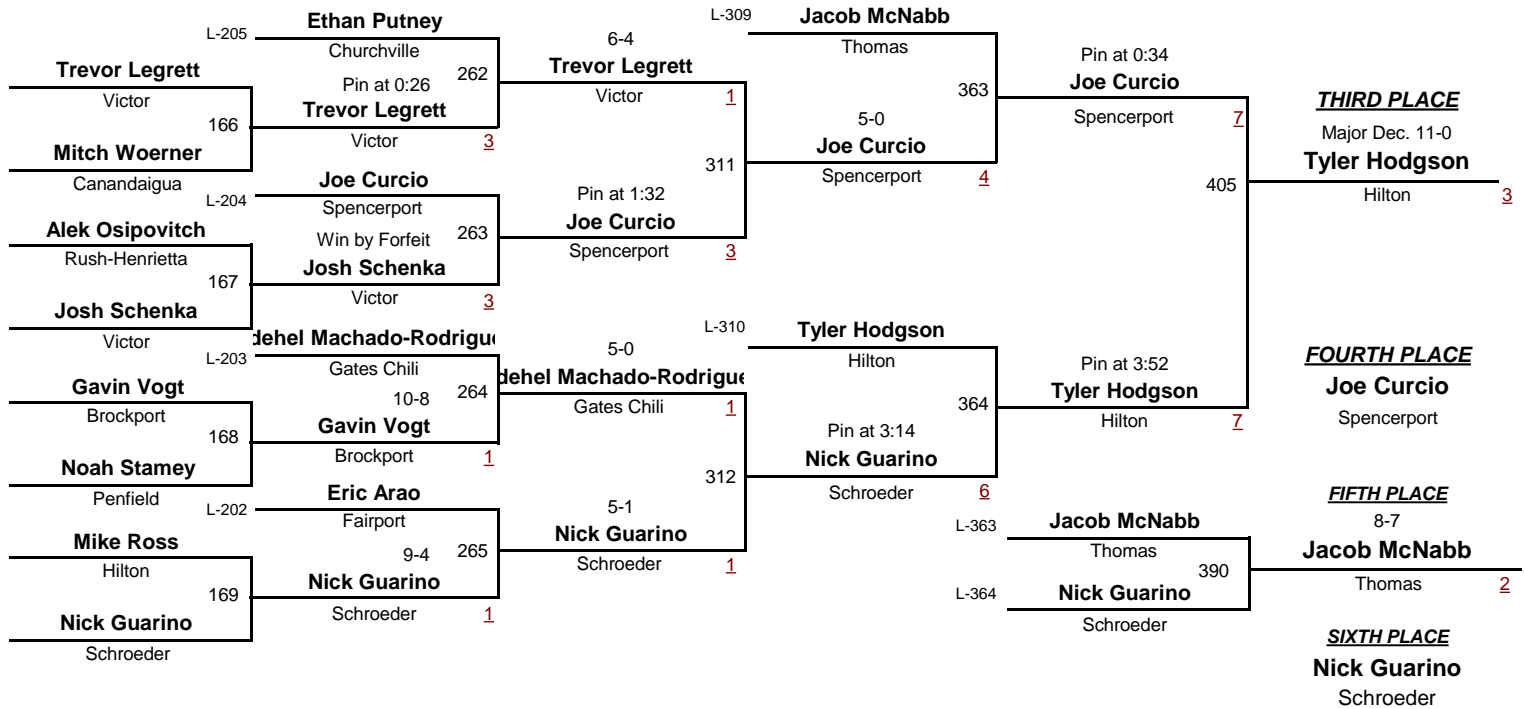 L-205
Ethan Putney
Churchville
Trevor Legrett
Victor
166
Mitch Woerner
Canandaigua
Pin at 0:26
262
Trevor Legrett
Victor
3
L-204
Joe Curcio
Spencerport
Alek Osipovitch
Rush-Henrietta
167
Josh Schenka
Victor
Win by Forfeit
263
Josh Schenka
Victor
3
L-203
dehel Machado-Rodrigue
Gates Chili
Gavin Vogt
Brockport
168
Noah Stamey
Penfield
10-8
264
Gavin Vogt
Brockport
1
L-202
Eric Arao
Fairport
Mike Ross
Hilton
169
Nick Guarino
Schroeder
9-4
265
Nick Guarino
Schroeder
1
6-4
Trevor Legrett
Victor
1
311
Pin at 1:32
Joe Curcio
Spencerport
3
5-0
dehel Machado-Rodrigue
Gates Chili
1
312
5-1
Nick Guarino
Schroeder
1
L-309
Jacob McNabb
Thomas
363
5-0
Joe Curcio
Spencerport
4
L-310
Tyler Hodgson
Hilton
364
Pin at 3:14
Nick Guarino
Schroeder
6
Pin at 0:34
Joe Curcio
Spencerport
7
405
Pin at 3:52
Tyler Hodgson
Hilton
7
L-363
Jacob McNabb
Thomas
390
L-364
Nick Guarino
Schroeder
THIRD PLACE
Major Dec. 11-0
Tyler Hodgson
Hilton
3
FOURTH PLACE
Joe Curcio
Spencerport
FIFTH PLACE
8-7
Jacob McNabb
Thomas
2
SIXTH PLACE
Nick Guarino
Schroeder